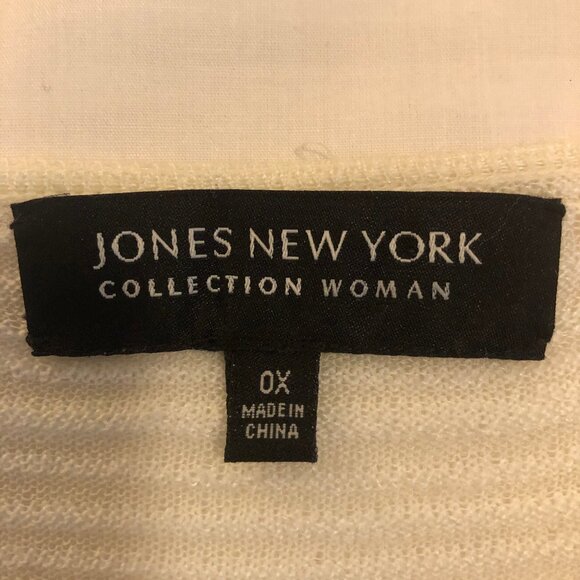 JONES NEW YORK
COLLECTION WOMAN
0X
MADE IN
CHINA